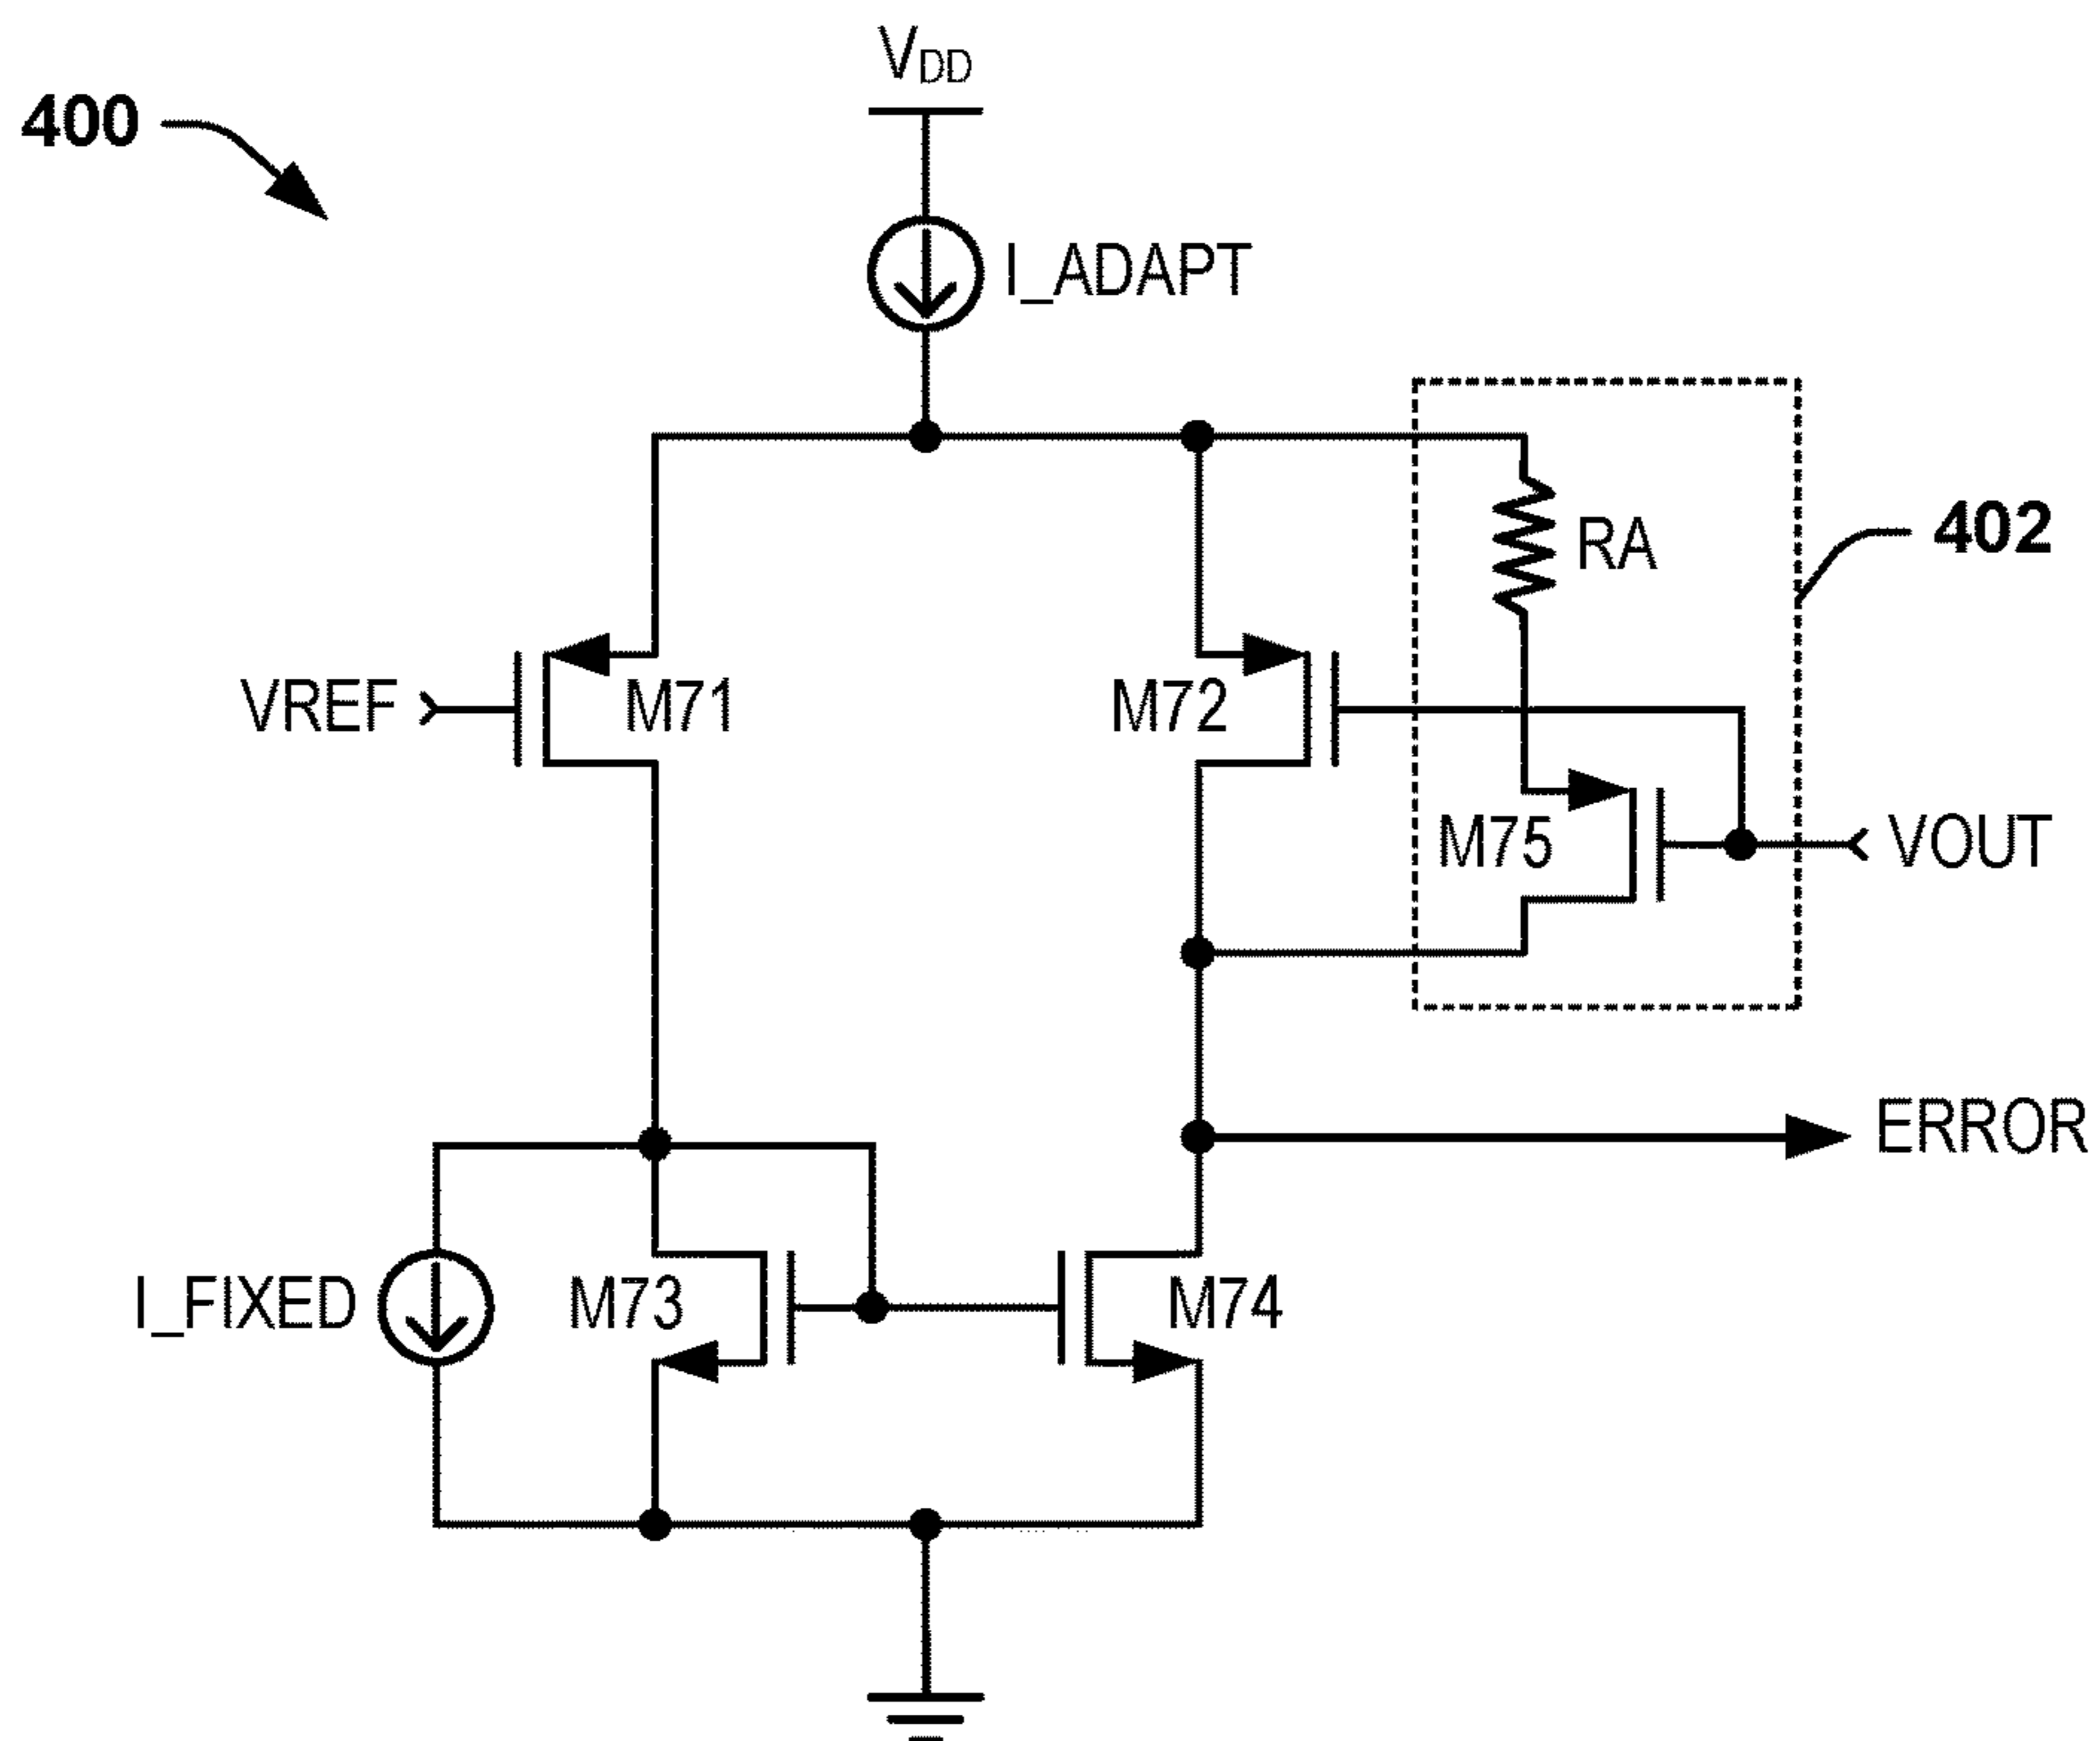 VDD
400
I_ADAPT
RA
402
VREF
M71
M72
M75
VOUT
ERROR
I_FIXED
M73
M74